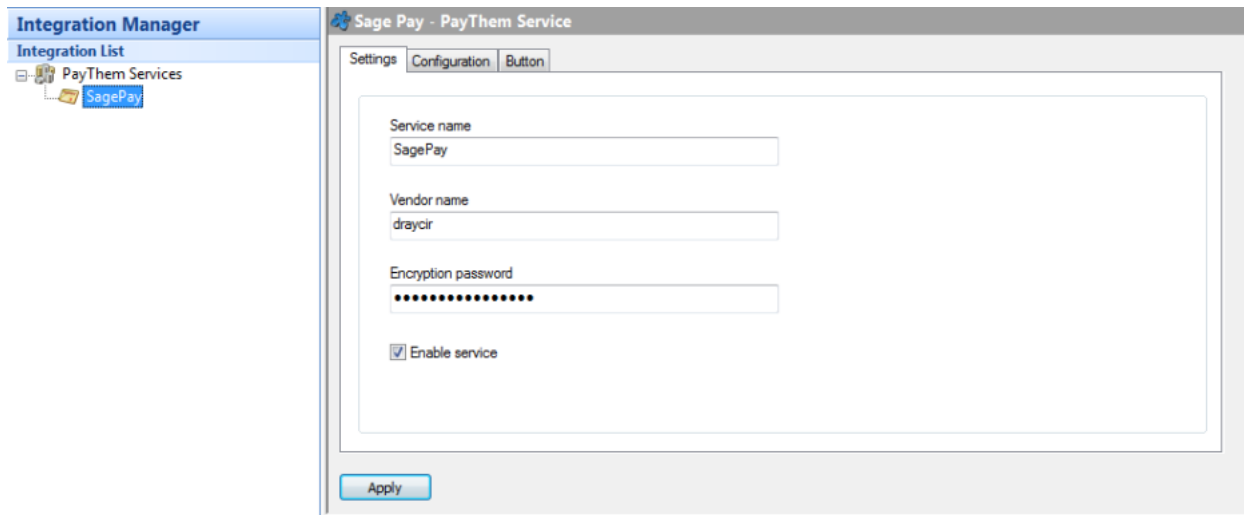 Integration Manager
Integration List
PayThem Services
SagePay
Sage Pay - PayThem Service
Settings
Configuration
Button
Service name
SagePay
Vendor name
draycir
Encryption password
••••••••••••••••
Enable service
Apply